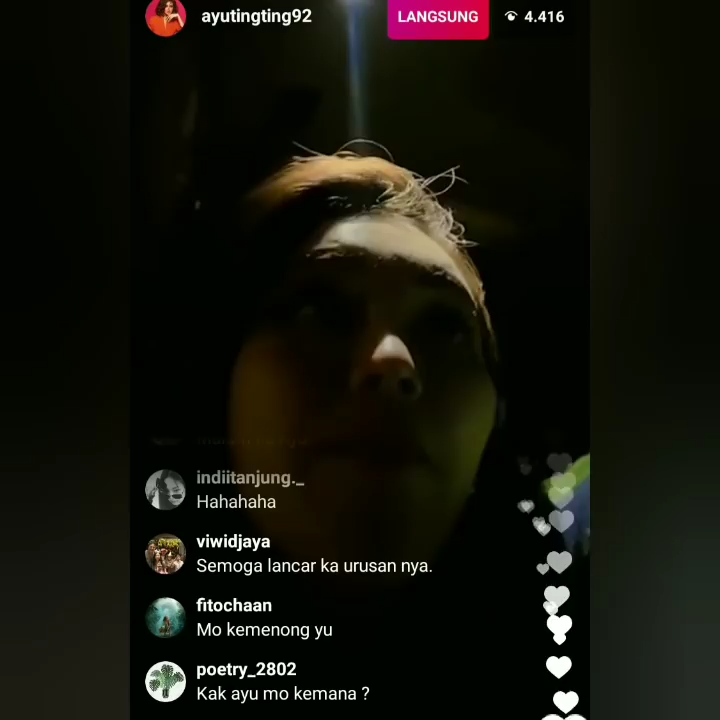 ayutingting92
LANGSUNG
4.416
indiitanjung._
Hahahaha
viwidjaya
Semoga lancar ka urusan nya.
fitochaan
Mo kemenong yu
poetry_2802
Kak ayu mo kemana ?